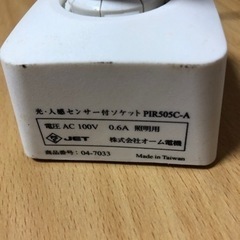 光・人感センサー付ソケット PIR505C-A
電圧 AC 100V 0.6A 照明用
JET 株式会社オーム電機
商品番号:04-7033
Made in Taiwan